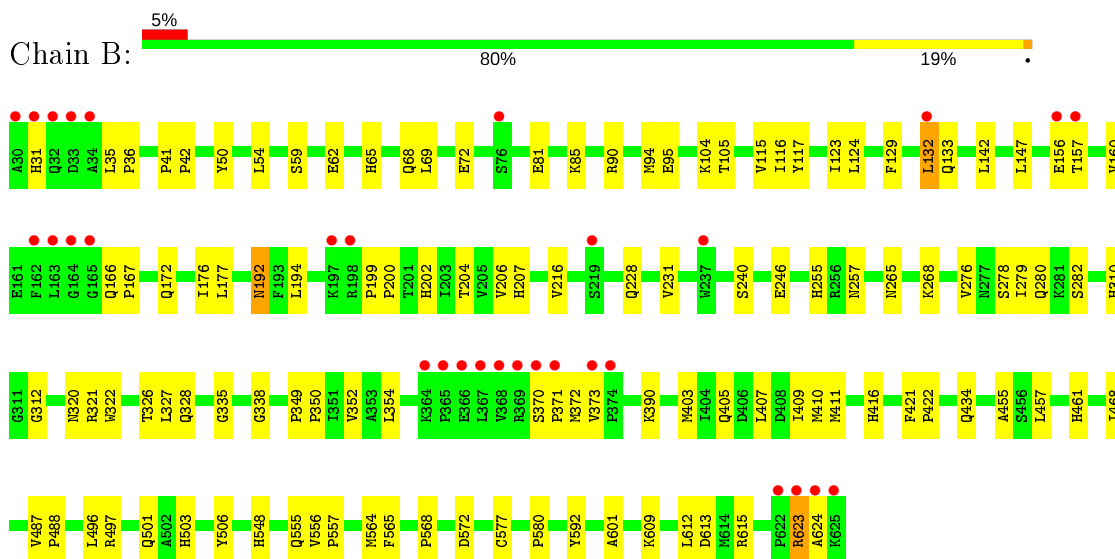 5%
Chain B:
80%
19%
•
A30 H31 Q32 D33 A34 L35 P36 P41 P42 Y50 L54 S59 E62 H65 Q68 L69 E72 S76 E81 K85 R90 M94 E95 K104 T105 V115 I116 Y117 I123 L124 F129 L132 Q133 L142 L147 E156 T157
E161 F162 L163 G164 G165 Q166 P167 Q172 I176 L177 N192 F193 L194 K197 R198 P199 P200 T201 H202 I203 T204 V205 V206 H207 V216 S219 Q228 V231 W237 S240 E246 H255 R256 N257 N265 K268 V276 N277 S278 I279 Q280 K281 S282 H310
Q311 G312 N320 R321 W322 T326 L327 Q328 G335 G338 P349 P350 I351 V352 A353 L354 K364 P365 E366 L367 V368 R369 S370 P371 M372 V373 P374 K390 M403 I404 Q405 D406 L407 D408 I409 M410 M411 H416 F421 P422 Q434 A455 S456 L457 H461
V487 P488 L496 R497 Q501 A502 H503 Y506 H548 Q555 V556 P557 M564 F565 P568 D572 C577 P580 Y592 A601 K609 L612 D613 M614 R615 P622 R623 A624 K625